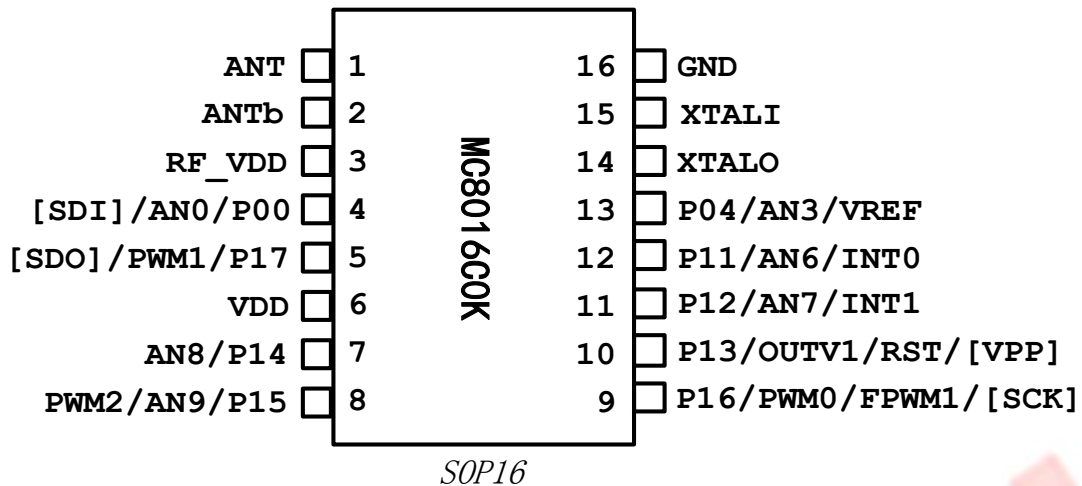 ANT 1 16 GND
ANTb 2 15 XTALI
RF_VDD 3 14 XTALO
[SDI]/AN0/P00 4 13 P04/AN3/VREF
[SDO]/PWM1/P17 5 12 P11/AN6/INT0
VDD 6 11 P12/AN7/INT1
AN8/P14 7 10 P13/OUTV1/RST/[VPP]
PWM2/AN9/P15 8 9 P16/PWM0/FPWM1/[SCK]
MC8016C0K
SOP16